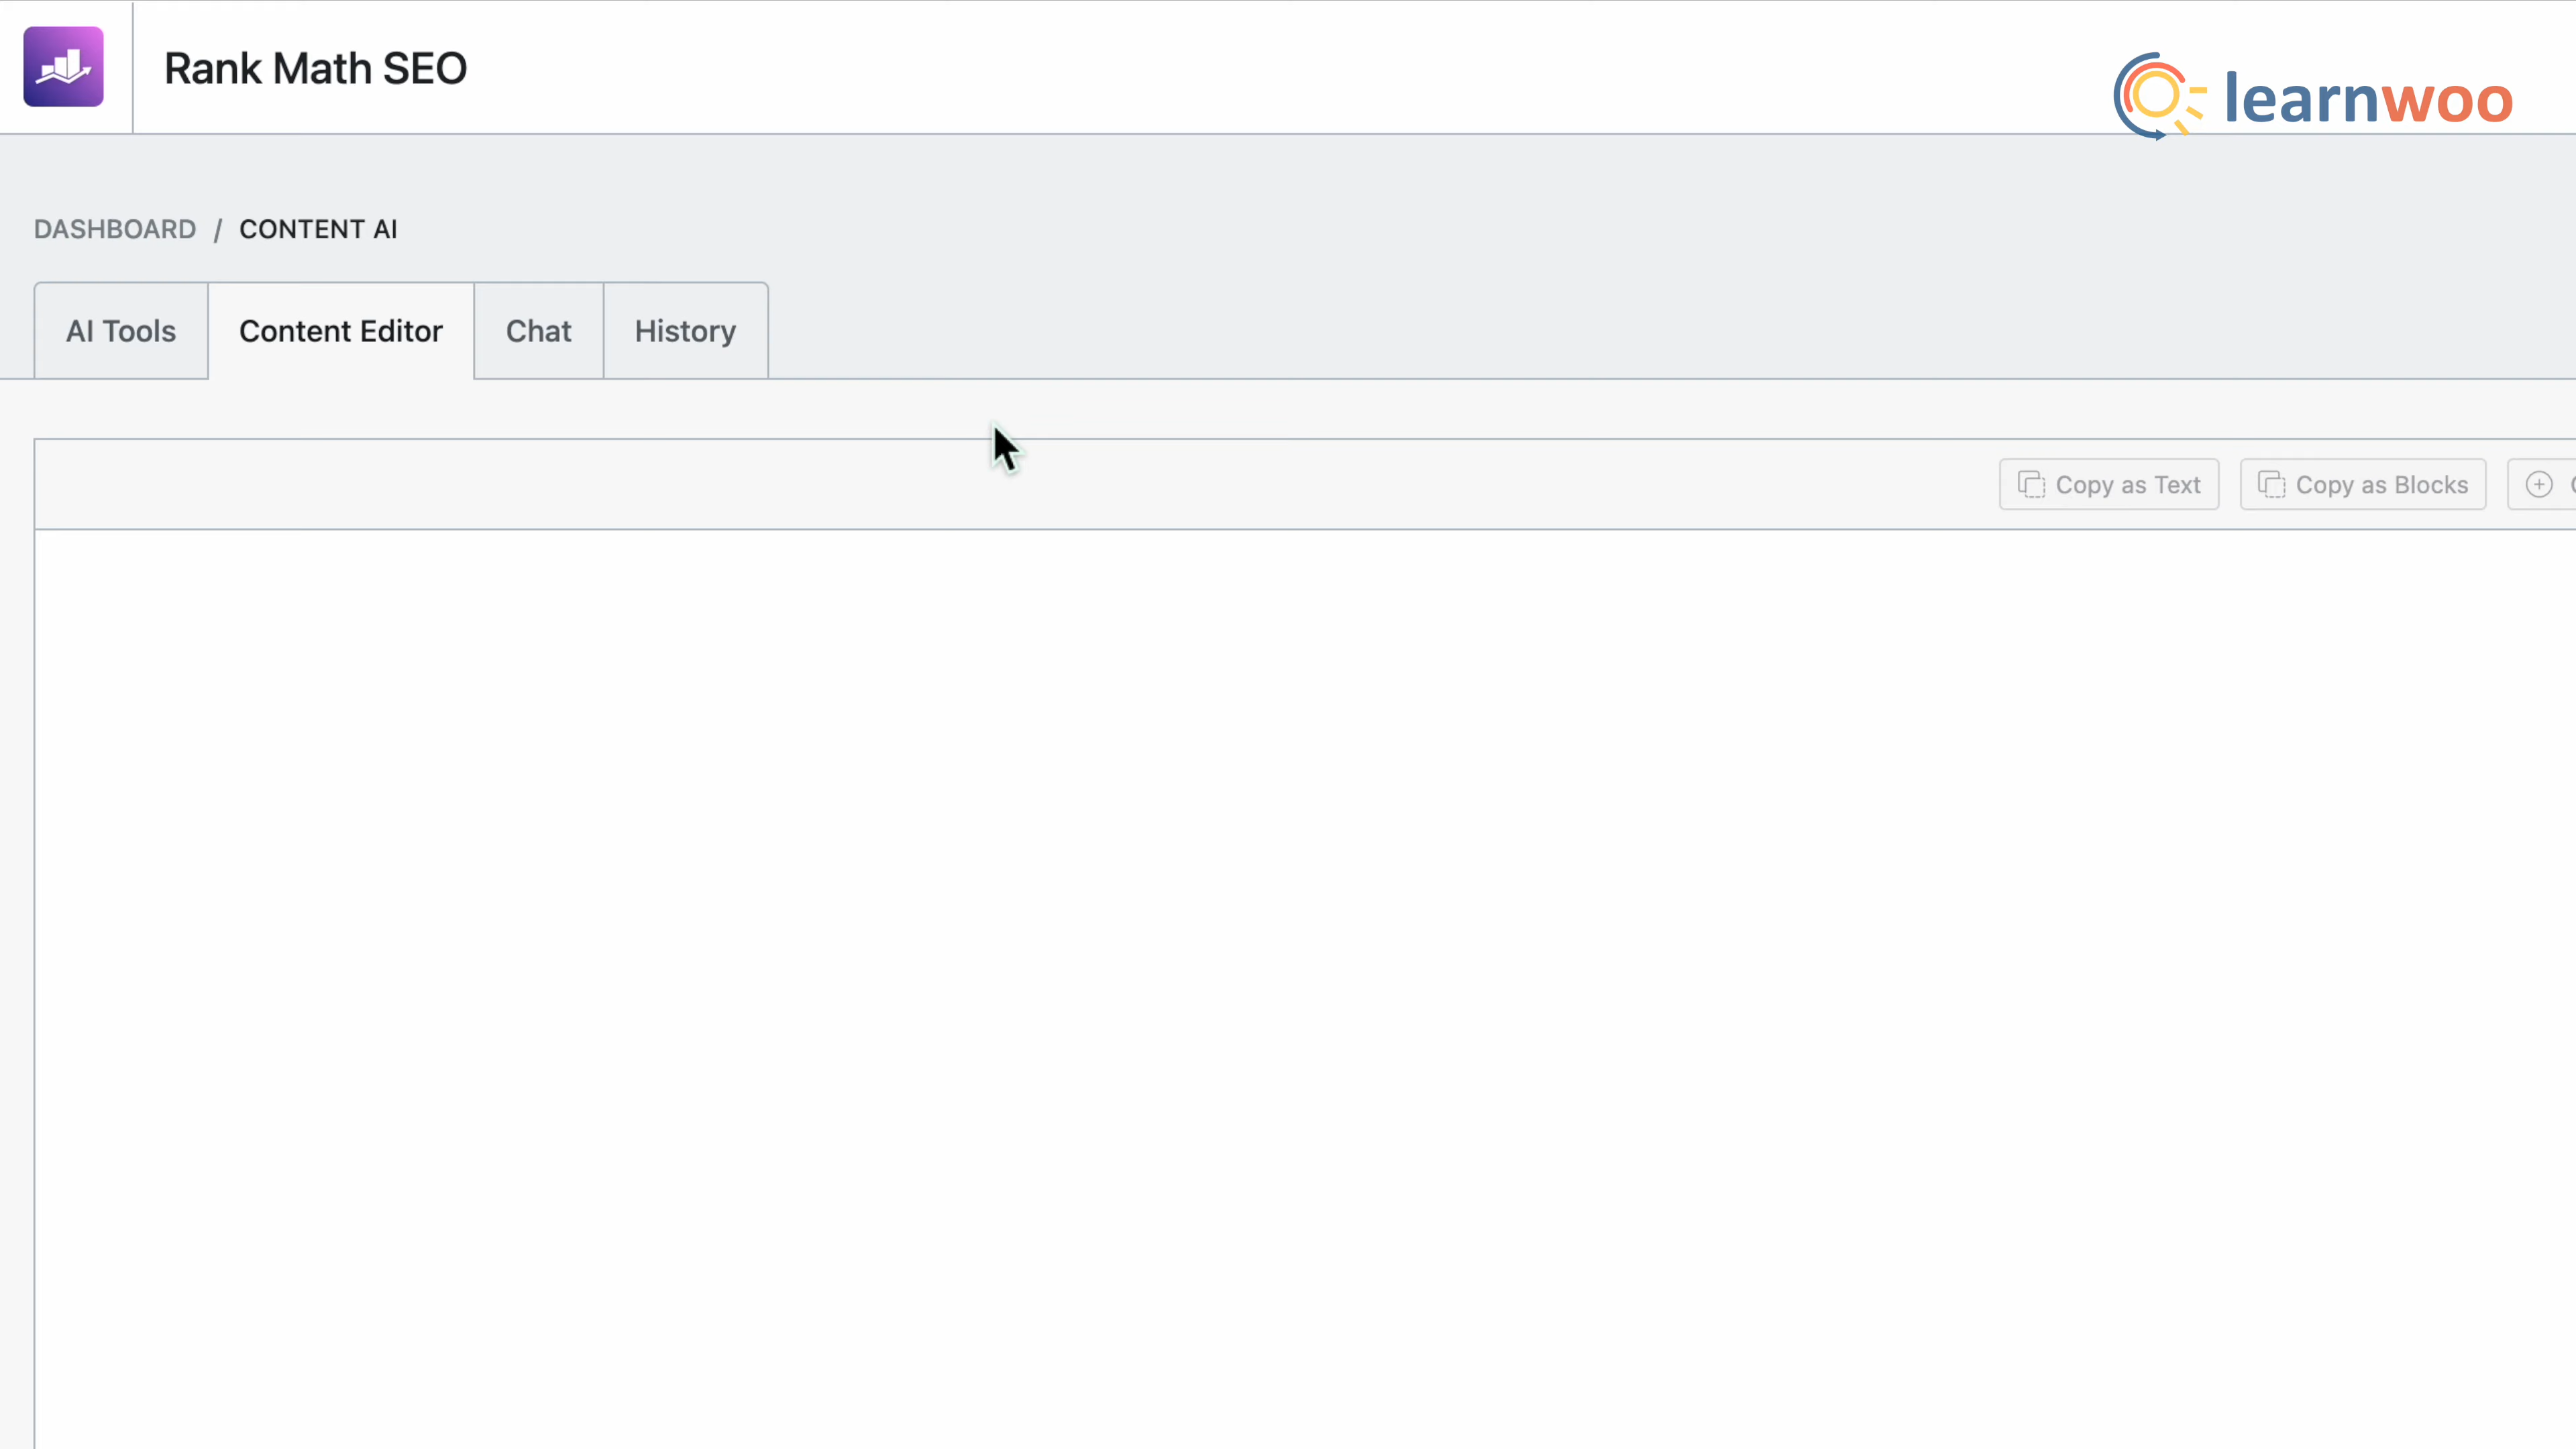 Rank Math SEO
learnwoo
DASHBOARD / CONTENT AI
AI Tools
Content Editor
Chat
History
Copy as Text
Copy as Blocks